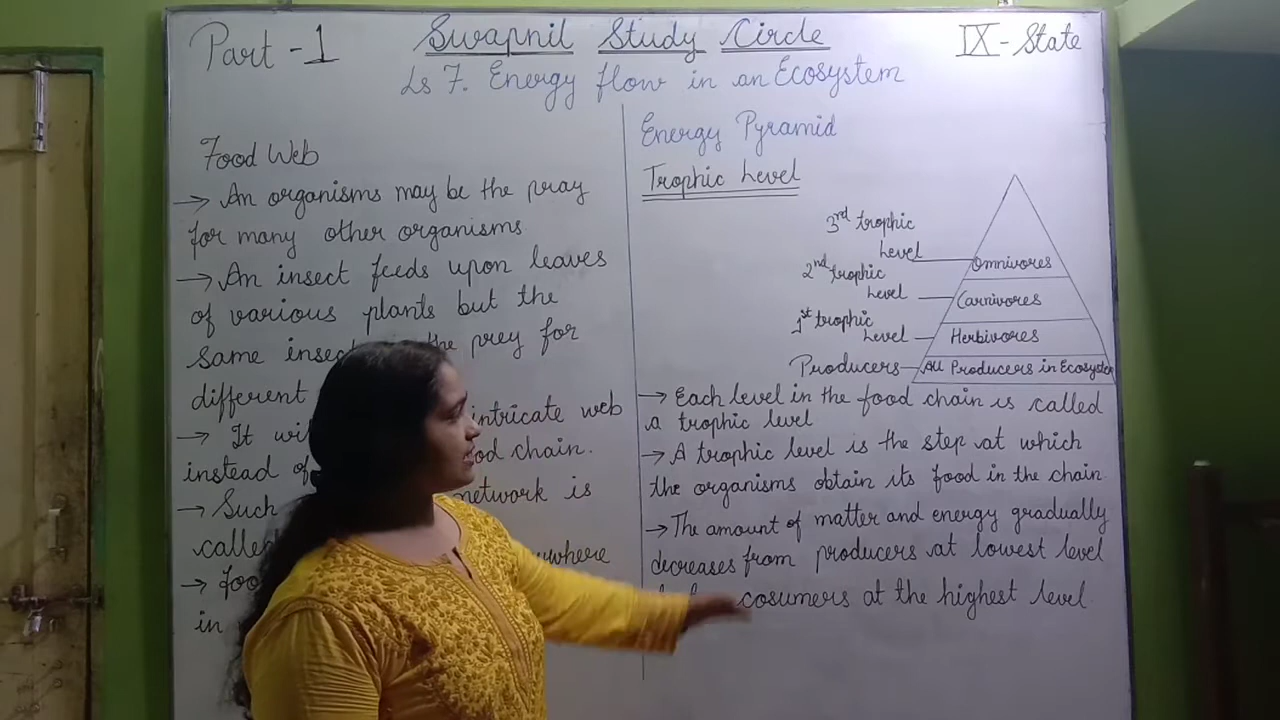 Part - 1
Swapnil Study Circle
IX - State
Ls 7. Energy flow in an Ecosystem
Food Web
→ An organisms may be the pray
for many other organisms
→ An insect feeds upon leaves
of various plants but the
same the prey for
different
→ It intricate web
instead of chain.
→ Such network is
called
→ where
in
Energy Pyramid
Trophic Level
3rd trophic
Level
Omnivores
2nd trophic
Level
Carnivores
1st trophic
Level
Herbivores
Producers
All Producers in Ecosystem
→ Each level in the food chain is called
a trophic level
→ A trophic level is the step at which
the organisms obtain its food in the chain.
→ The amount of matter and energy gradually
decreases from producers at lowest level
cosumers at the highest level.